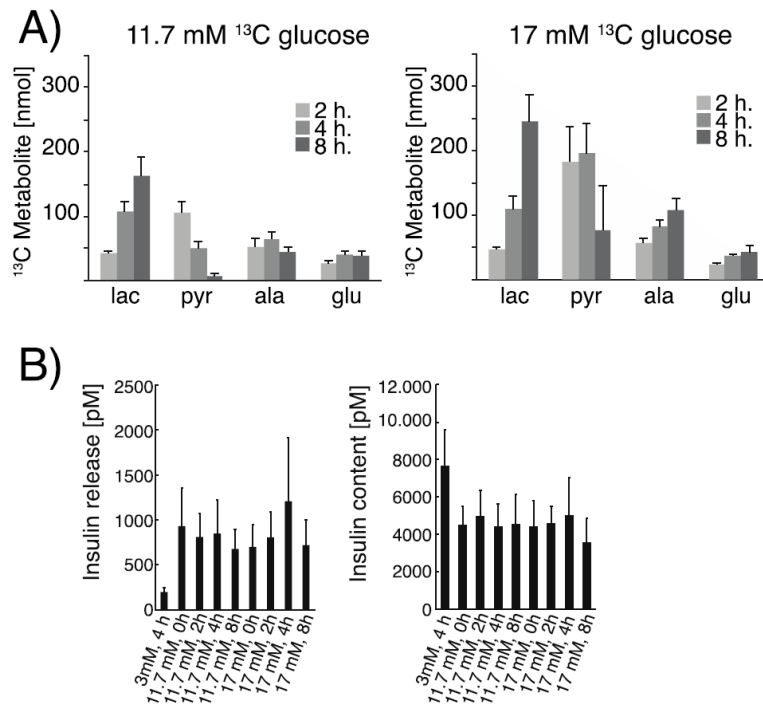 A)
11.7 mM ¹³C glucose
¹³C Metabolite [nmol]
300
200
100
2 h.
4 h.
8 h.
lac pyr ala glu
17 mM ¹³C glucose
¹³C Metabolite [nmol]
300
200
100
2 h.
4 h.
8 h.
lac pyr ala glu
B)
Insulin release [pM]
2500
2000
1500
1000
500
0
3mM, 4 h
11.7 mM, 0h
11.7 mM, 2h
11.7 mM, 4h
11.7 mM, 8h
17 mM, 0h
17 mM, 2h
17 mM, 4h
17 mM, 8h
Insulin content [pM]
12.000
10.000
8000
6000
4000
2000
0
3mM, 4 h
11.7 mM, 0h
11.7 mM, 2h
11.7 mM, 4h
11.7 mM, 8h
17 mM, 0h
17 mM, 2h
17 mM, 4h
17 mM, 8h